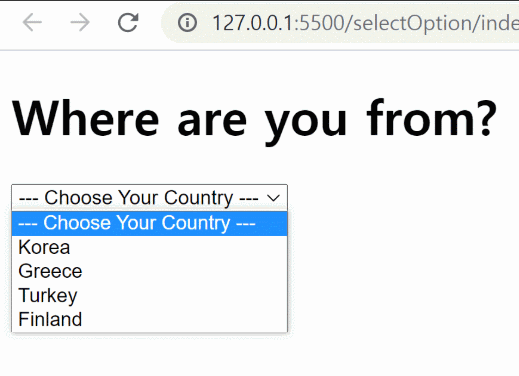 127.0.0.1:5500/selectOption/inde
Where are you from?
--- Choose Your Country ---
--- Choose Your Country ---
Korea
Greece
Turkey
Finland